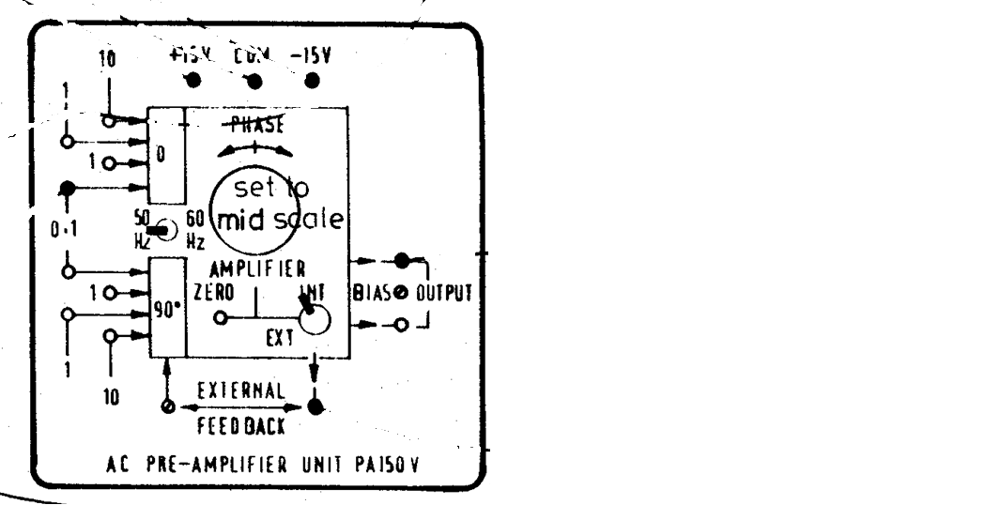 +15V COM -15V
10
1
PHASE
0
1
set to
mid scale
50 Hz
60 Hz
0.1
AMPLIFIER
ZERO
INT
BIAS
OUTPUT
1
90°
EXT
1
10
EXTERNAL
FEEDBACK
AC PRE-AMPLIFIER UNIT PA150V